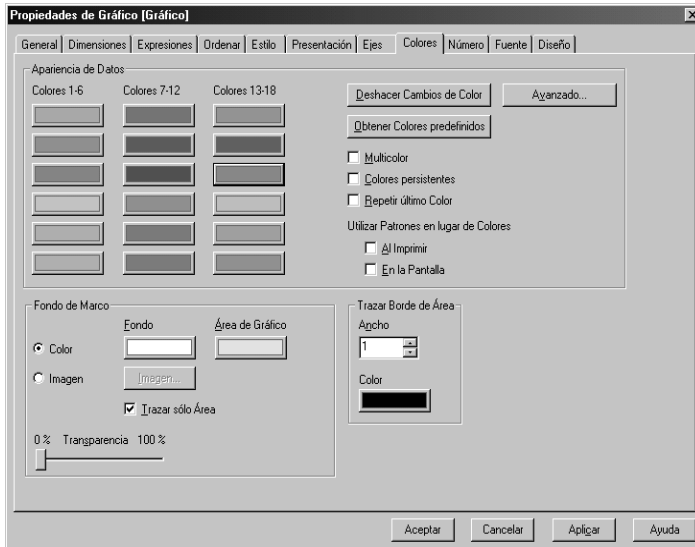 Propiedades de Gráfico [Gráfico]
General Dimensiones Expresiones Ordenar Estilo Presentación Ejes Colores Número Fuente Diseño
Apariencia de Datos
Colores 1-6 Colores 7-12 Colores 13-18
Deshacer Cambios de Color Avanzado...
Obtener Colores predefinidos
Multicolor
Colores persistentes
Repetir último Color
Utilizar Patrones en lugar de Colores
Al Imprimir
En la Pantalla
Fondo de Marco
Fondo Área de Gráfico
Color
Imagen Imagen...
Trazar sólo Área
0 % Transparencia 100 %
Trazar Borde de Área
Ancho
1
Color
Aceptar Cancelar Aplicar Ayuda